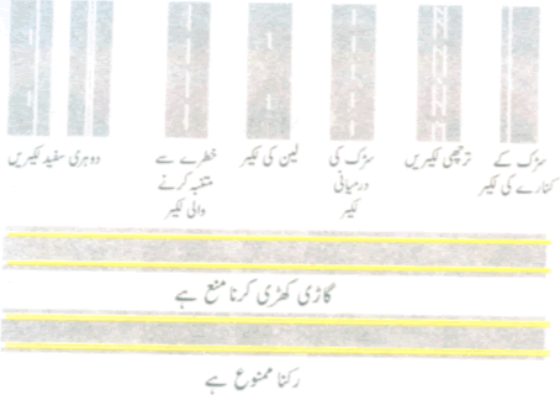 سڑک کے
کنارے کی لکیر
ترچھی لکیریں
سڑک کی
درمیانی
لکیر
لین کی لکیر
خطرے سے
متنبہ کرنے
والی لکیر
دوہری سفید لکیریں
گاڑی کھڑی کرنا منع ہے
رکنا ممنوع ہے